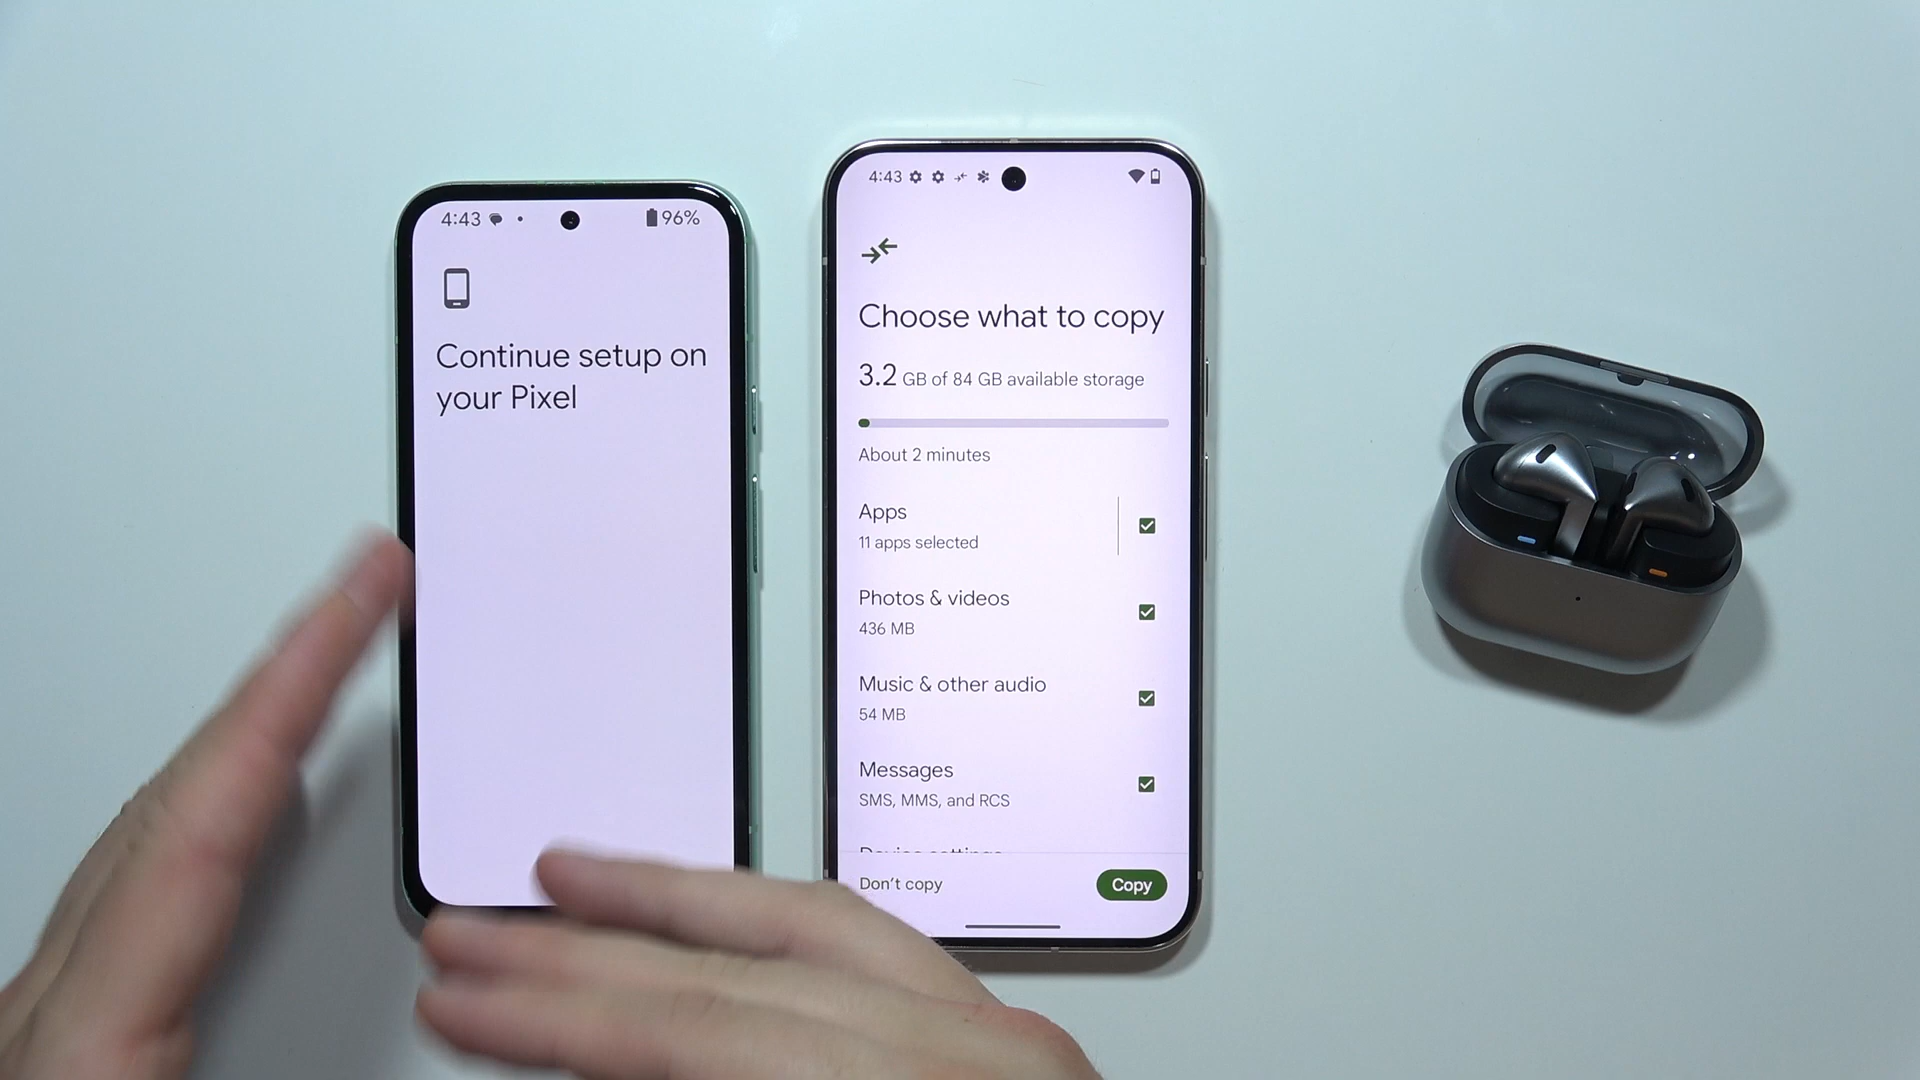 4:43
96%
Continue setup on
your Pixel
4:43
Choose what to copy
3.2 GB of 84 GB available storage
About 2 minutes
Apps
11 apps selected
Photos & videos
436 MB
Music & other audio
54 MB
Messages
SMS, MMS, and RCS
Device settings
Don't copy
Copy